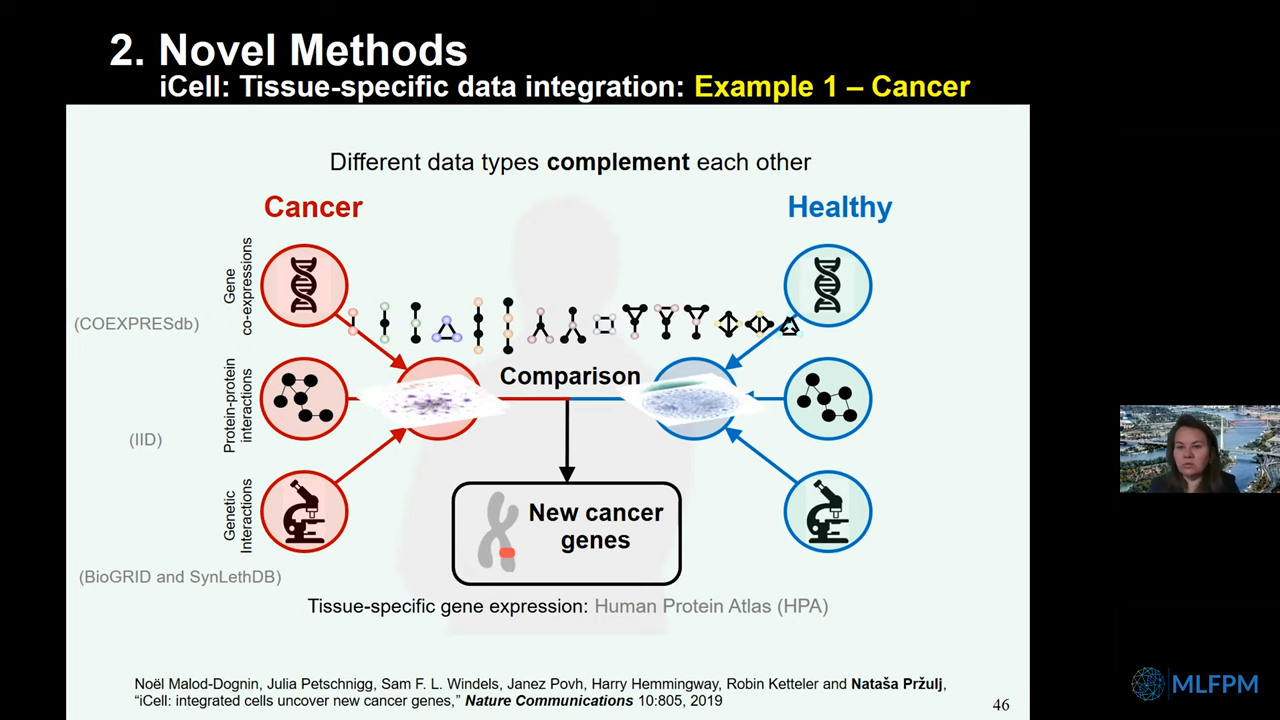 2. Novel Methods
iCell: Tissue-specific data integration: Example 1 – Cancer
Different data types complement each other
Cancer
Healthy
Gene
co-expressions
(COEXPRESdb)
Comparison
Protein-protein
interactions
(IID)
Genetic
Interactions
New cancer
genes
(BioGRID and SynLethDB)
Tissue-specific gene expression: Human Protein Atlas (HPA)
Noël Malod-Dognin, Julia Petschnigg, Sam F. L. Windels, Janez Povh, Harry Hemmingway, Robin Ketteler and Nataša Pržulj,
“iCell: integrated cells uncover new cancer genes,” Nature Communications 10:805, 2019
46
MLFPM